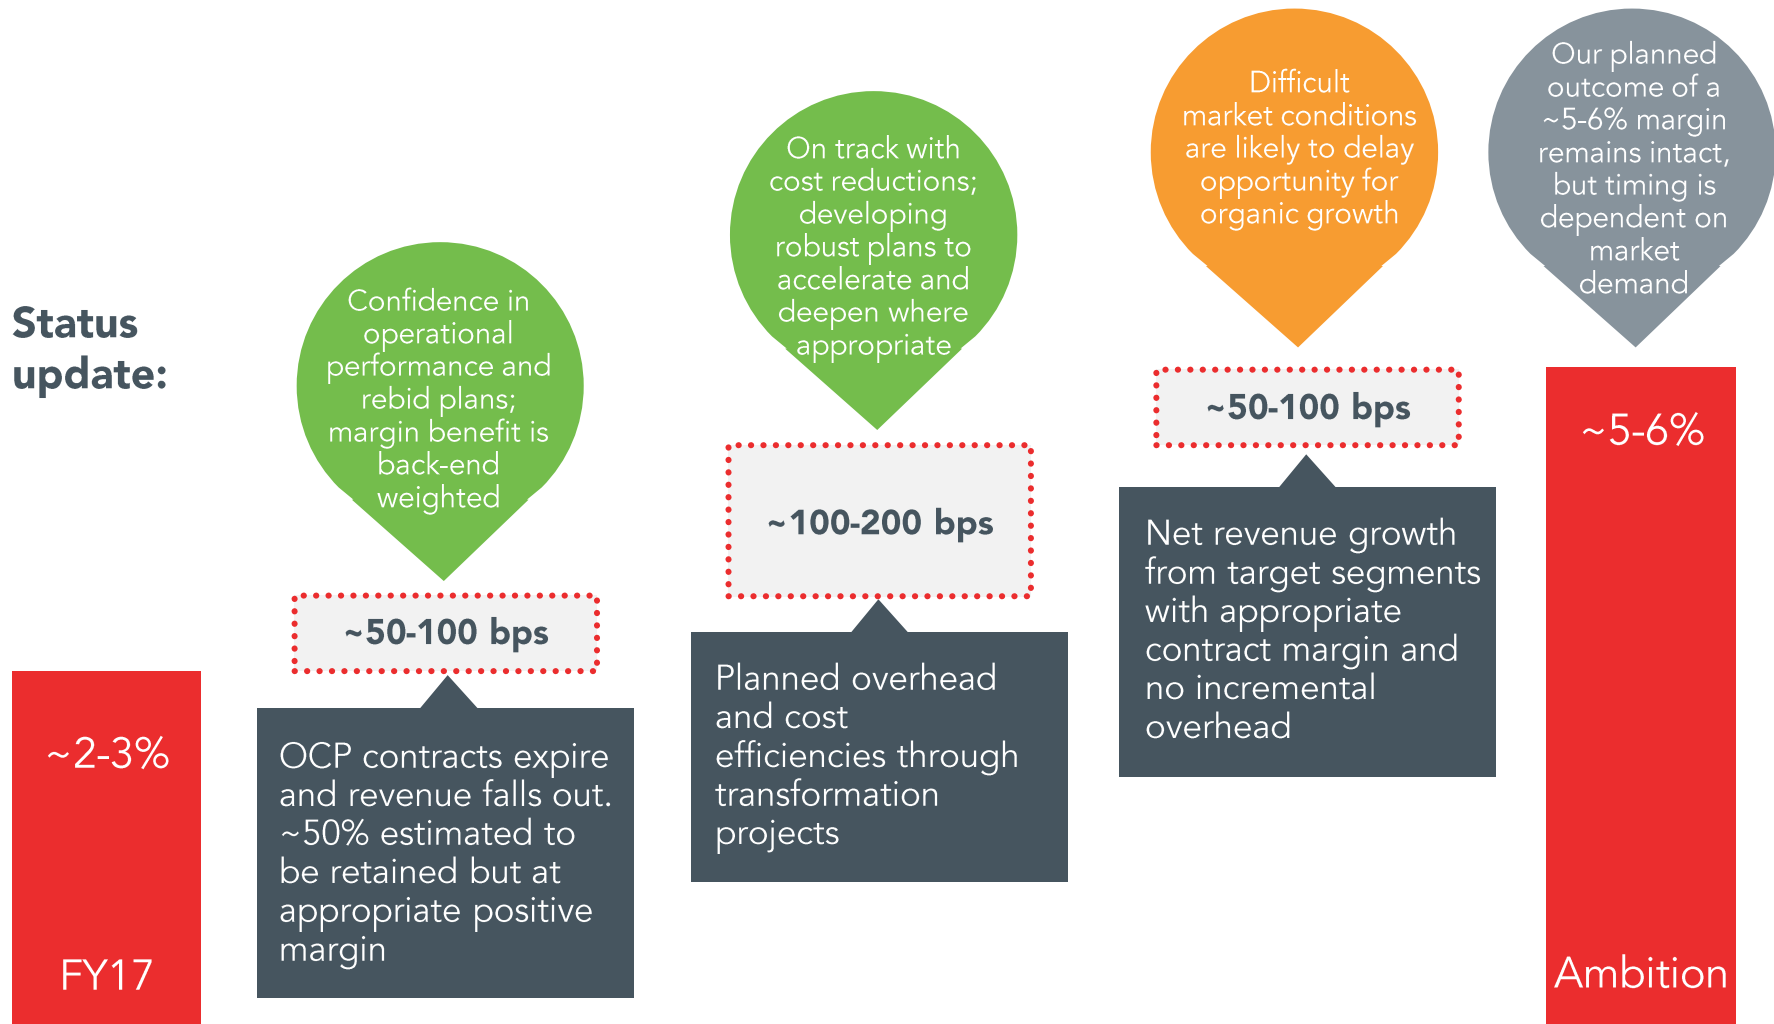 Status
update:
~2-3%
FY17
Confidence in
operational
performance and
rebid plans;
margin benefit is
back-end
weighted
~50-100 bps
OCP contracts expire
and revenue falls out.
~50% estimated to
be retained but at
appropriate positive
margin
On track with
cost reductions;
developing
robust plans to
accelerate and
deepen where
appropriate
~100-200 bps
Planned overhead
and cost
efficiencies through
transformation
projects
Difficult
market conditions
are likely to delay
opportunity for
organic growth
~50-100 bps
Net revenue growth
from target segments
with appropriate
contract margin and
no incremental
overhead
Our planned
outcome of a
~5-6% margin
remains intact,
but timing is
dependent on
market
demand
~5-6%
Ambition